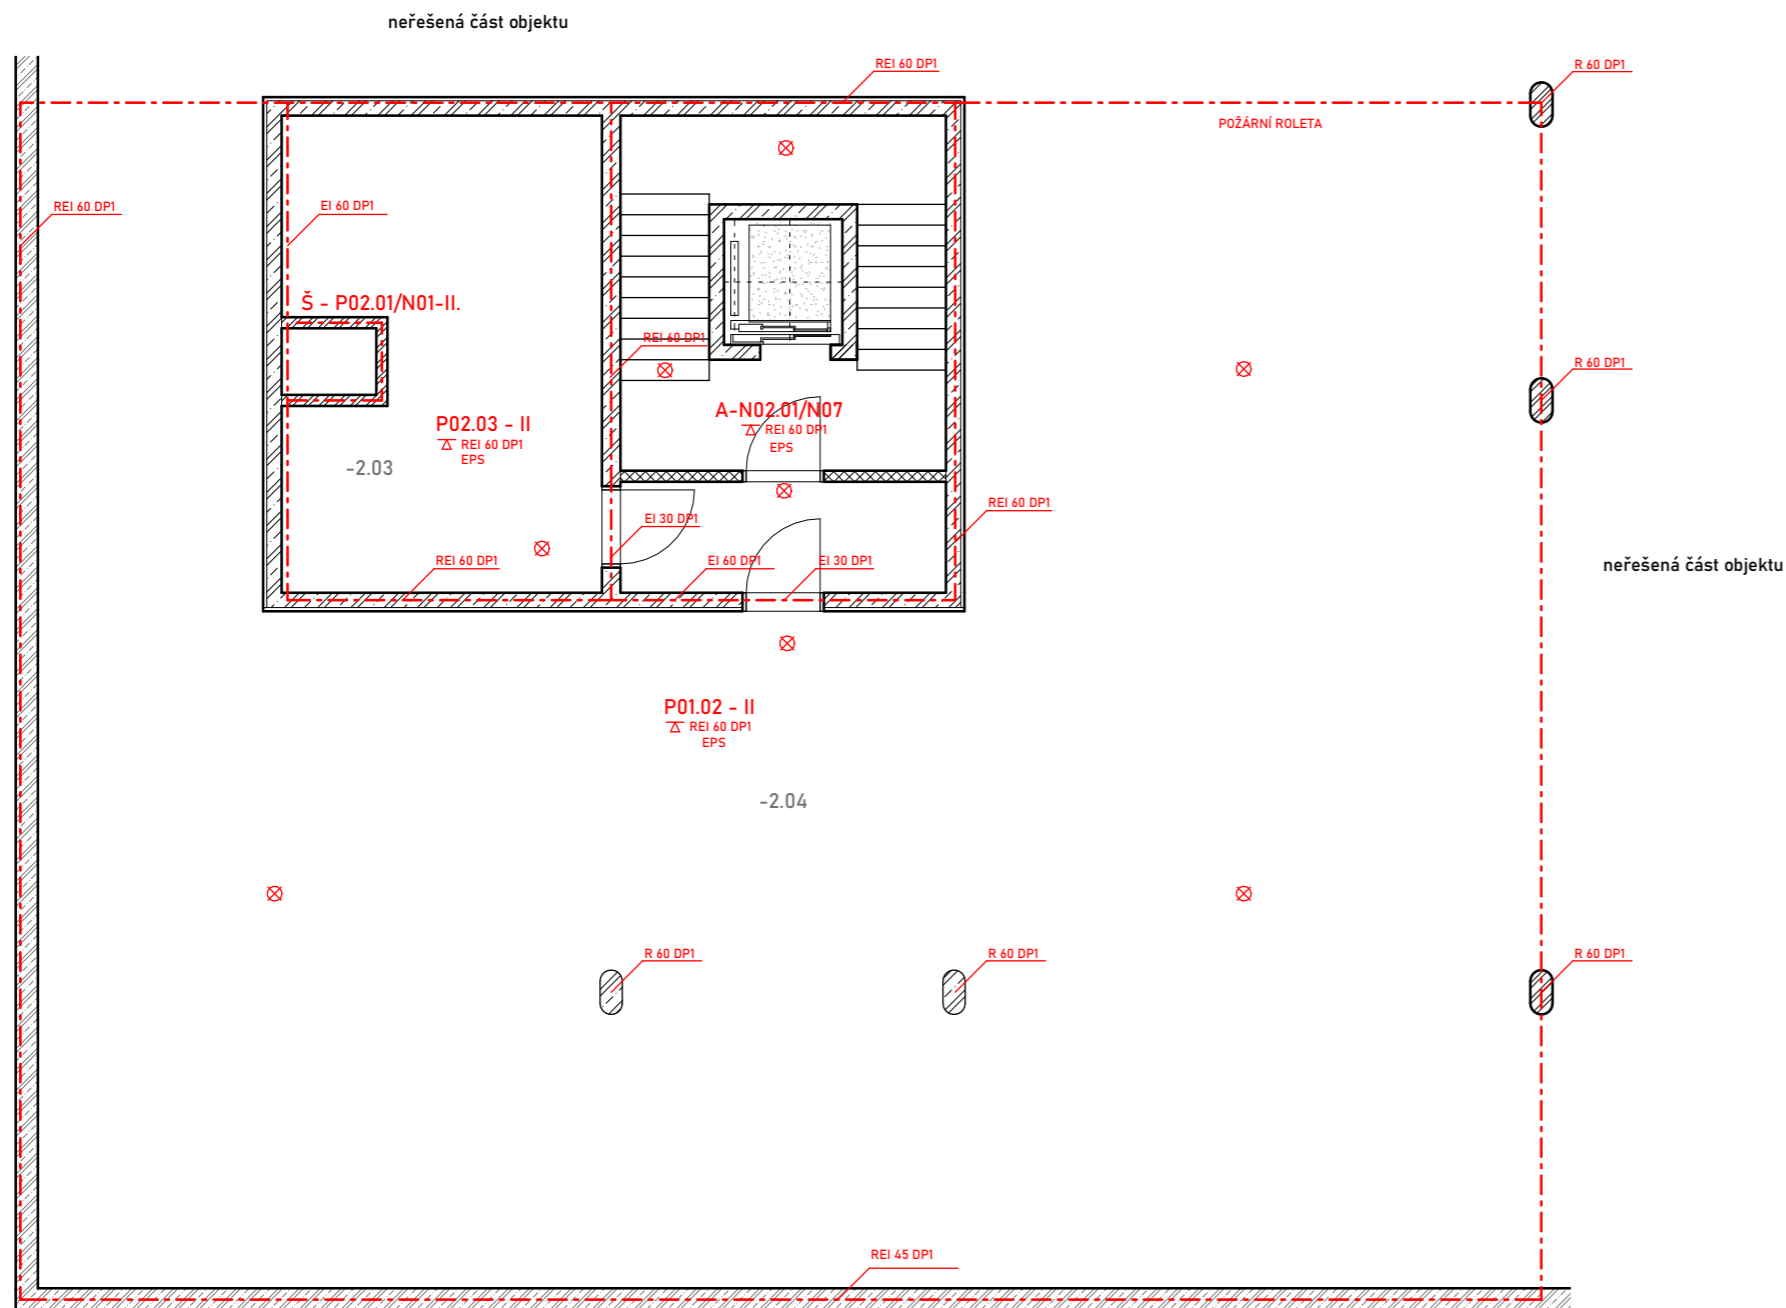 neřešená část objektu
REI 60 DP1
R 60 DP1
POŽÁRNÍ ROLETA
REI 60 DP1
EI 60 DP1
Š - P02.01/N01-II.
REI 60 DP1
R 60 DP1
A-N02.01/N07
REI 60 DP1
EPS
P02.03 - II
REI 60 DP1
EPS
-2.03
REI 60 DP1
EI 30 DP1
REI 60 DP1
EI 60 DP1
EI 30 DP1
neřešená část objektu
P01.02 - II
REI 60 DP1
EPS
-2.04
R 60 DP1
R 60 DP1
R 60 DP1
REI 45 DP1